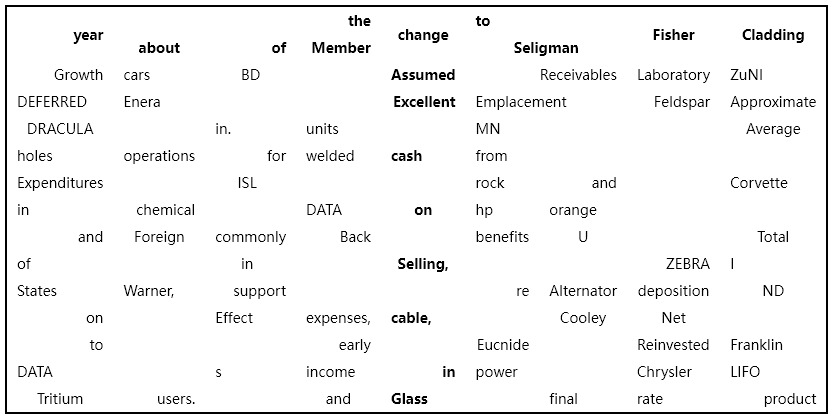 the to
year change Fisher Cladding
about of Member Seligman
Growth cars BD Assumed Receivables Laboratory ZuNI
DEFERRED Enera Excellent Emplacement Feldspar Approximate
DRACULA in. units MN Average
holes operations for welded cash from
Expenditures ISL rock and Corvette
in chemical DATA on hp orange
and Foreign commonly Back benefits U Total
of in Selling, ZEBRA I
States Warner, support re Alternator deposition ND
on Effect expenses, cable, Cooley Net
to early Eucnide Reinvested Franklin
DATA s income in power Chrysler LIFO
Tritium users. and Glass final rate product